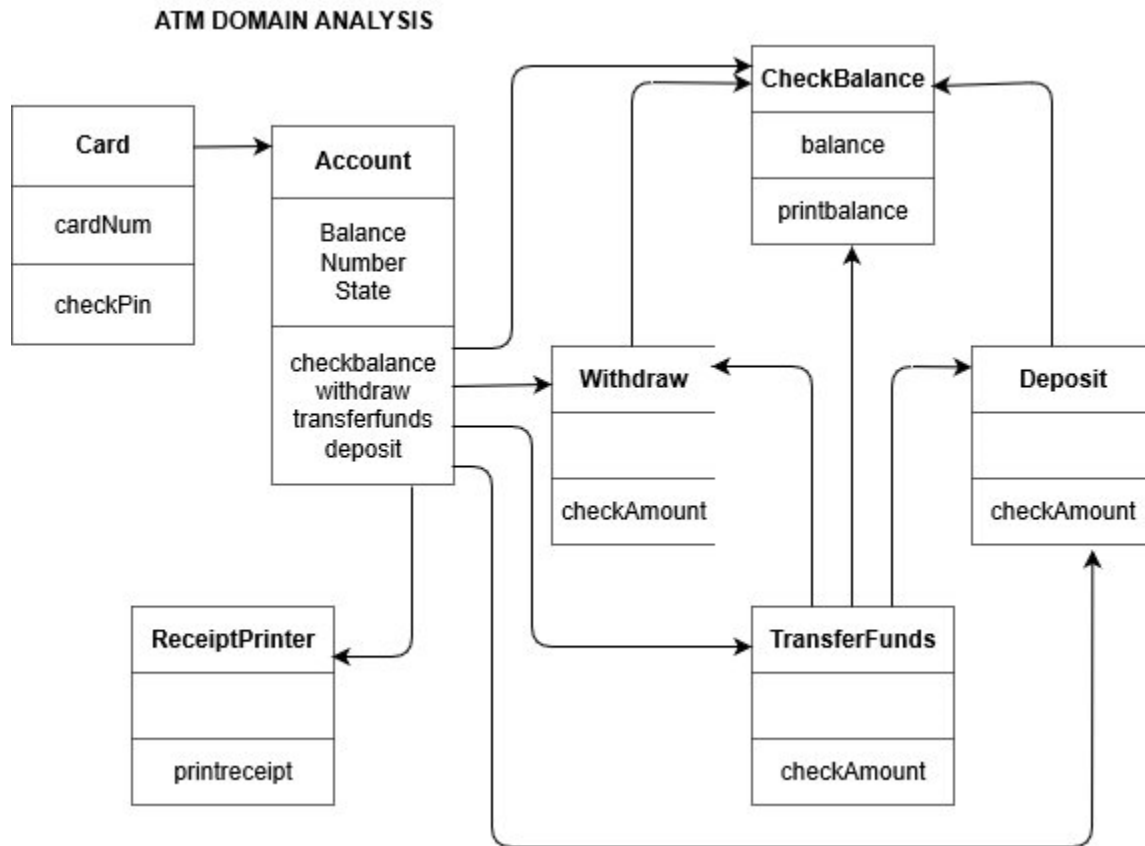 ATM DOMAIN ANALYSIS
Card
cardNum
checkPin
Account
Balance
Number
State
checkbalance
withdraw
transferfunds
deposit
CheckBalance
balance
printbalance
Withdraw
checkAmount
Deposit
checkAmount
ReceiptPrinter
printreceipt
TransferFunds
checkAmount